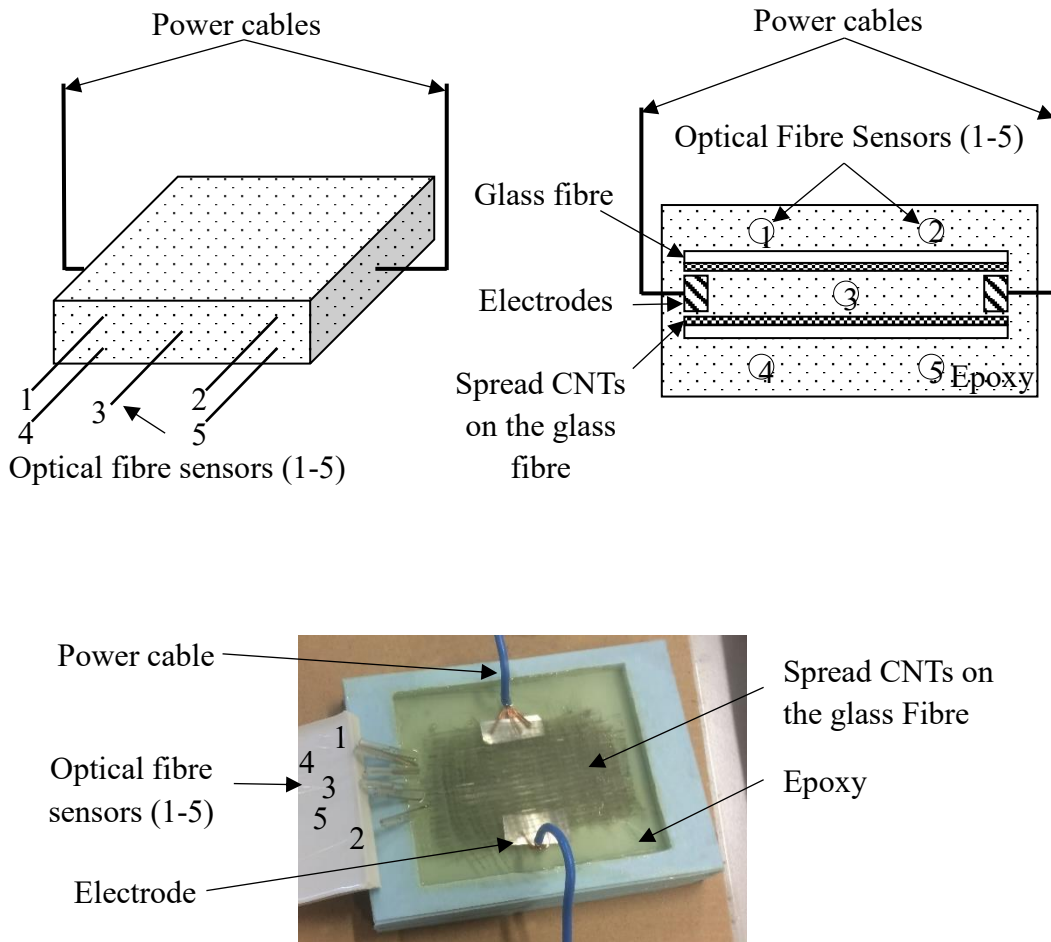 Power cables
1
4
3
2
5
Optical fibre sensors (1-5)
Power cables
Optical Fibre Sensors (1-5)
Glass fibre
1
2
Electrodes
3
Spread CNTs
on the glass
fibre
4
5
Epoxy
Power cable
Spread CNTs on
the glass Fibre
Optical fibre
sensors (1-5)
1
4
3
5
2
Epoxy
Electrode